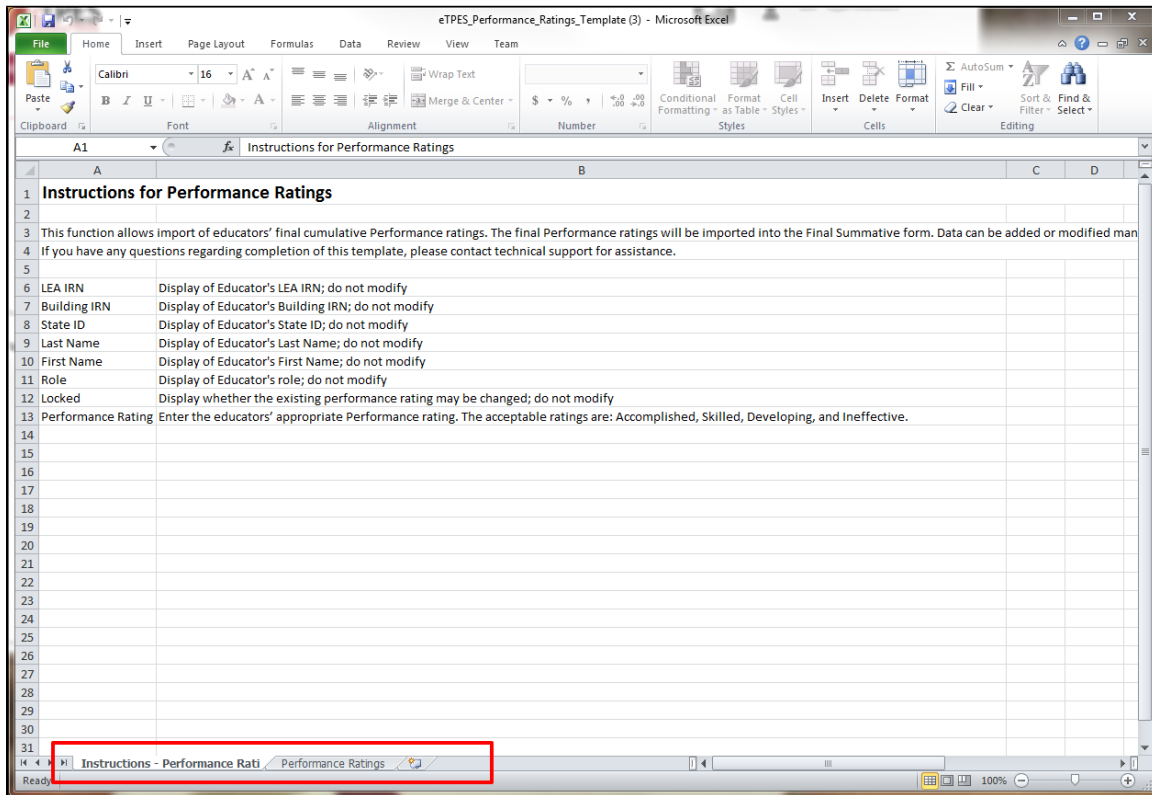 eTPES_Performance_Ratings_Template (3) - Microsoft Excel
File Home Insert Page Layout Formulas Data Review View Team
Calibri 16 Wrap Text Σ AutoSum
Fill
Paste B I U A Merge & Center $ % , Conditional Format Cell Insert Delete Format Clear Sort & Find &
Formatting as Table Styles Filter Select
Clipboard Font Alignment Number Styles Cells Editing
A1 fx Instructions for Performance Ratings
A B C D
1 Instructions for Performance Ratings
2
3 This function allows import of educators' final cumulative Performance ratings. The final Performance ratings will be imported into the Final Summative form. Data can be added or modified man
4 If you have any questions regarding completion of this template, please contact technical support for assistance.
5
6 LEA IRN Display of Educator's LEA IRN; do not modify
7 Building IRN Display of Educator's Building IRN; do not modify
8 State ID Display of Educator's State ID; do not modify
9 Last Name Display of Educator's Last Name; do not modify
10 First Name Display of Educator's First Name; do not modify
11 Role Display of Educator's role; do not modify
12 Locked Display whether the existing performance rating may be changed; do not modify
13 Performance Rating Enter the educators' appropriate Performance rating. The acceptable ratings are: Accomplished, Skilled, Developing, and Ineffective.
14
15
16
17
18
19
20
21
22
23
24
25
26
27
28
29
30
31
Instructions - Performance Rati Performance Ratings
Ready 100%